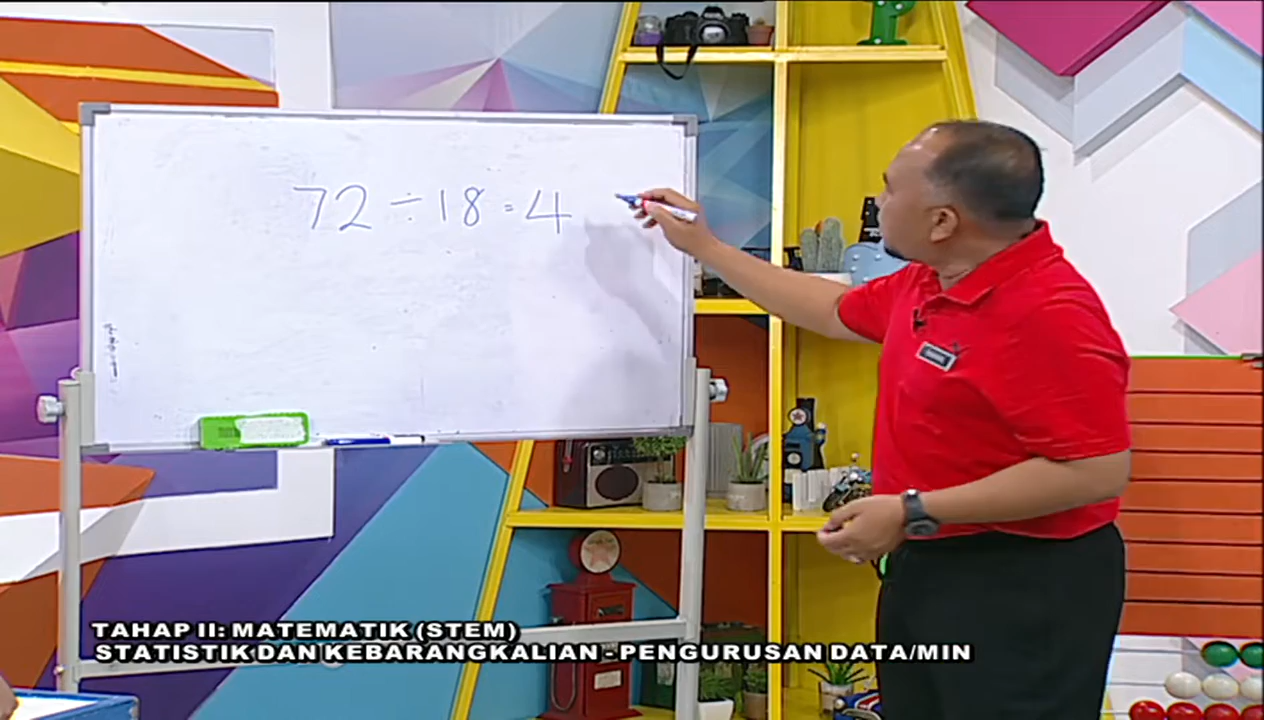 72 ÷ 18 = 4
TAHAP II: MATEMATIK (STEM)
STATISTIK DAN KEBARANGKALIAN - PENGURUSAN DATA/MIN